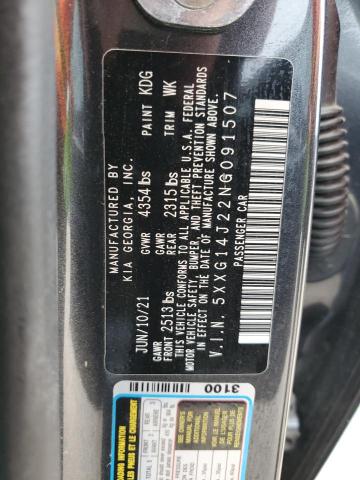 MANUFACTURED BY
KIA GEORGIA, INC.
JUN/10/21 GVWR 4354 lbs PAINT KDG
GAWR FRONT 2513 lbs GAWR REAR 2315 lbs TRIM WK
THIS VEHICLE CONFORMS TO ALL APPLICABLE U.S.A. FEDERAL
MOTOR VEHICLE SAFETY, BUMPER, AND THEFT PREVENTION STANDARDS
IN EFFECT ON THE DATE OF MANUFACTURE SHOWN ABOVE.
V.I.N. 5XXG14J22NG091507
PASSENGER CAR
3100
LOADING INFORMATION